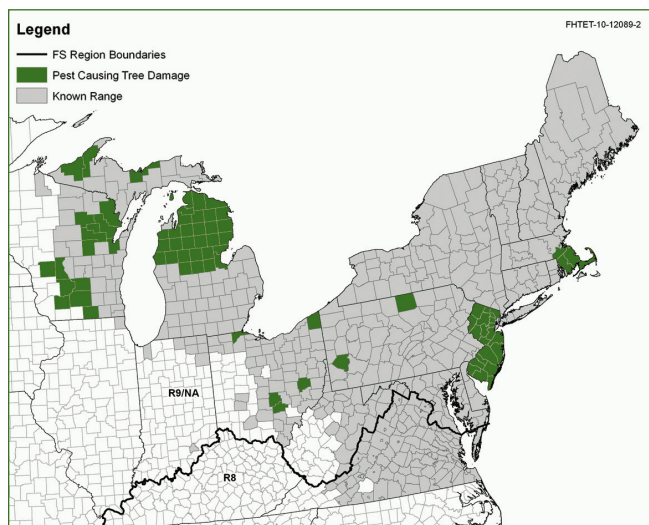 Legend
FHTET-10-12089-2
FS Region Boundaries
Pest Causing Tree Damage
Known Range
R9/NA
R8